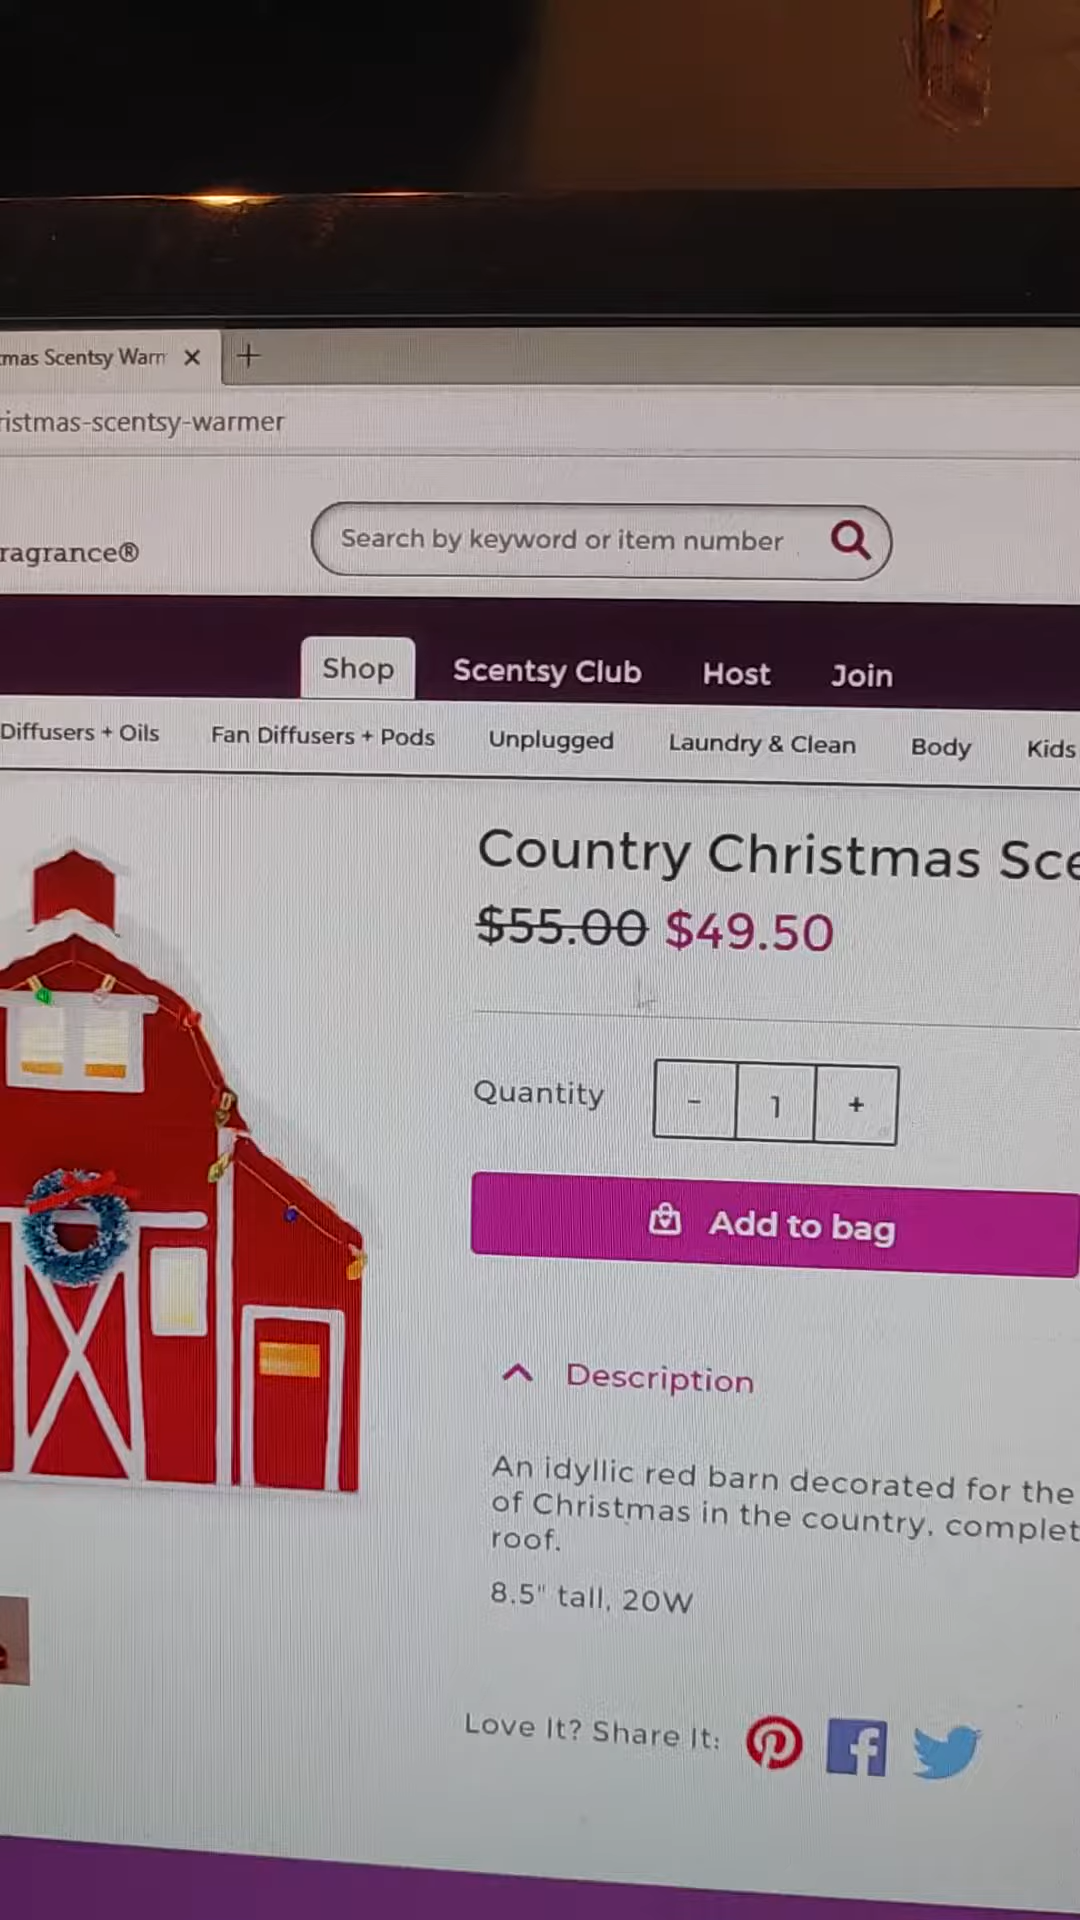 mas Scentsy Warm
ristmas-scentsy-warmer
ragrance®
Search by keyword or item number
Shop Scentsy Club Host Join
Diffusers + Oils Fan Diffusers + Pods Unplugged Laundry & Clean Body Kids
Country Christmas Sce
$55.00 $49.50
Quantity - 1 +
Add to bag
Description
An idyllic red barn decorated for the
of Christmas in the country, complet
roof.
8.5" tall, 20W
Love It? Share It: